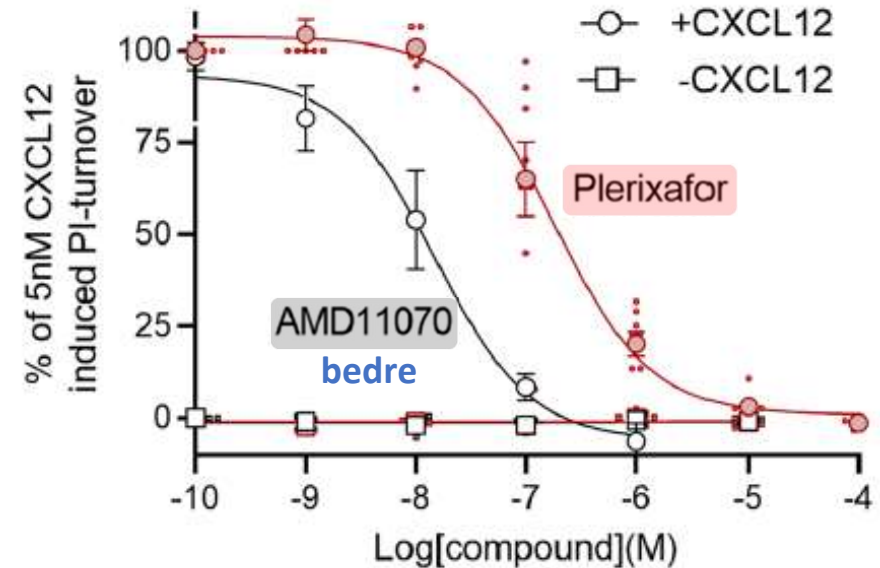 +CXCL12
-CXCL12
% of 5nM CXCL12
induced PI-turnover
100
75
50
25
0
Plerixafor
AMD11070
bedre
-10 -9 -8 -7 -6 -5 -4
Log[compound](M)